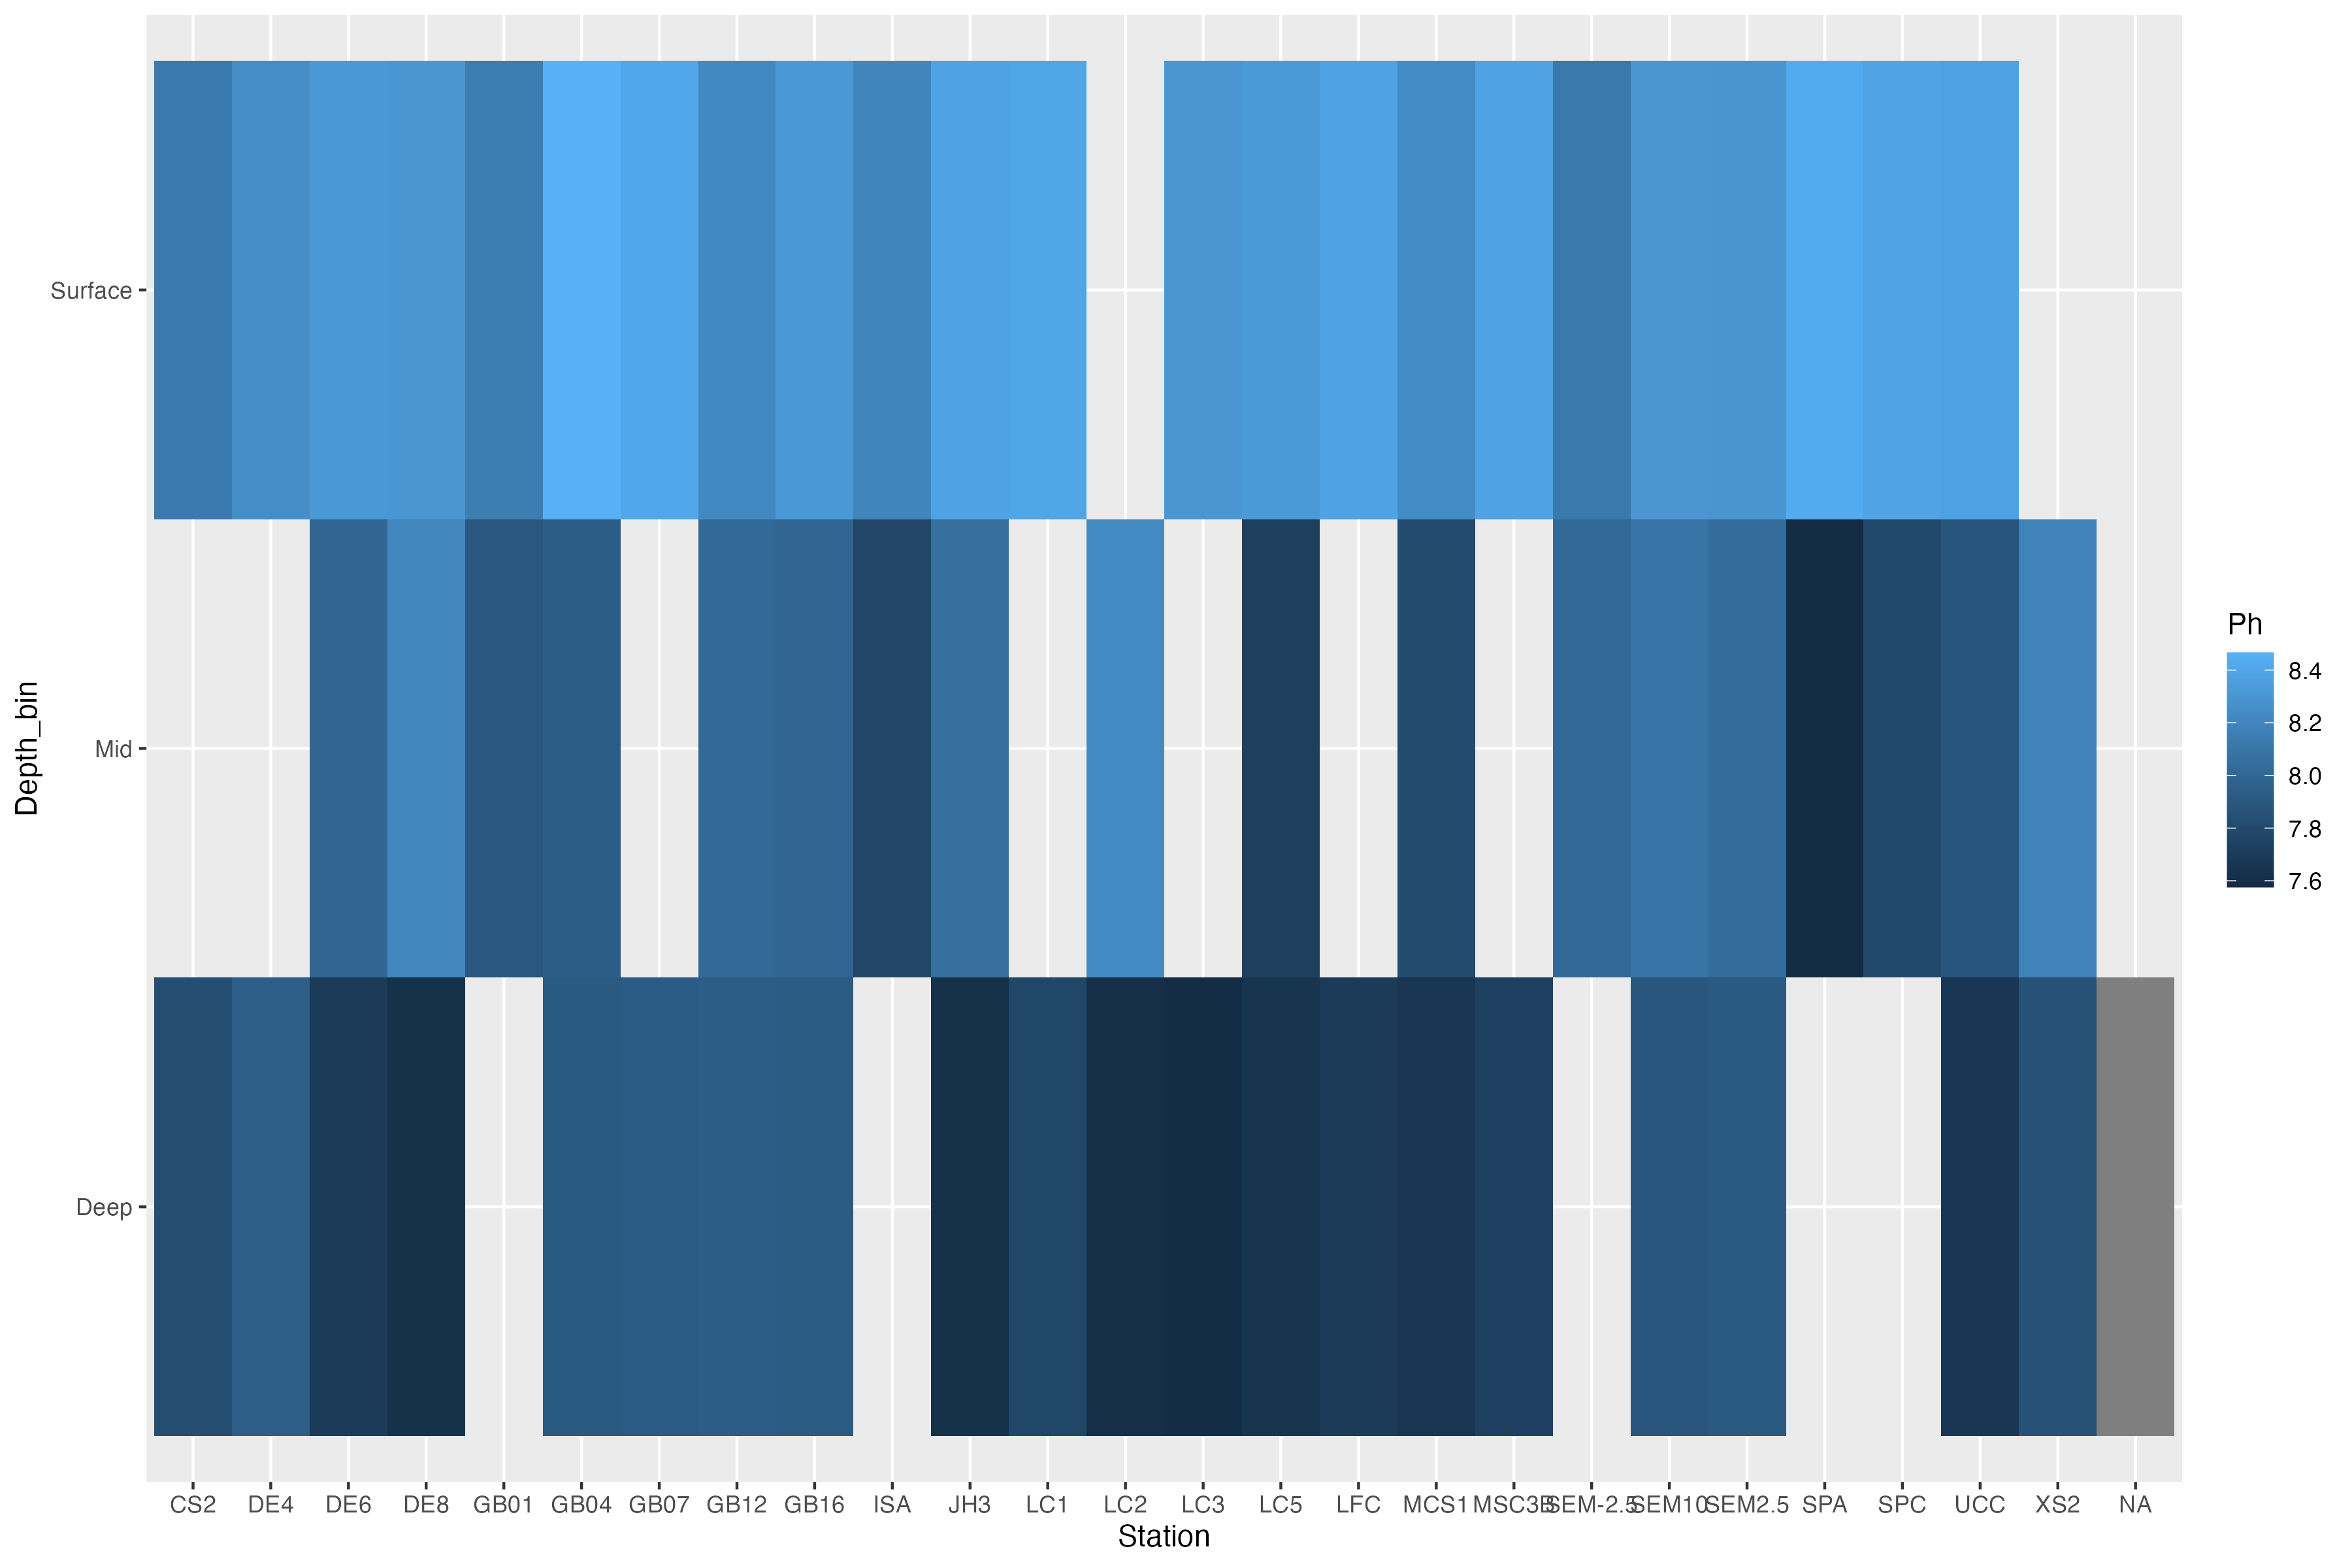 Surface
Mid
Deep
Depth_bin
CS2 DE4 DE6 DE8 GB01 GB04 GB07 GB12 GB16 ISA JH3 LC1 LC2 LC3 LC5 LFC MCS1 MSC3B SEM-2.5 SEM10 SEM2.5 SPA SPC UCC XS2 NA
Station
Ph
8.4
8.2
8.0
7.8
7.6